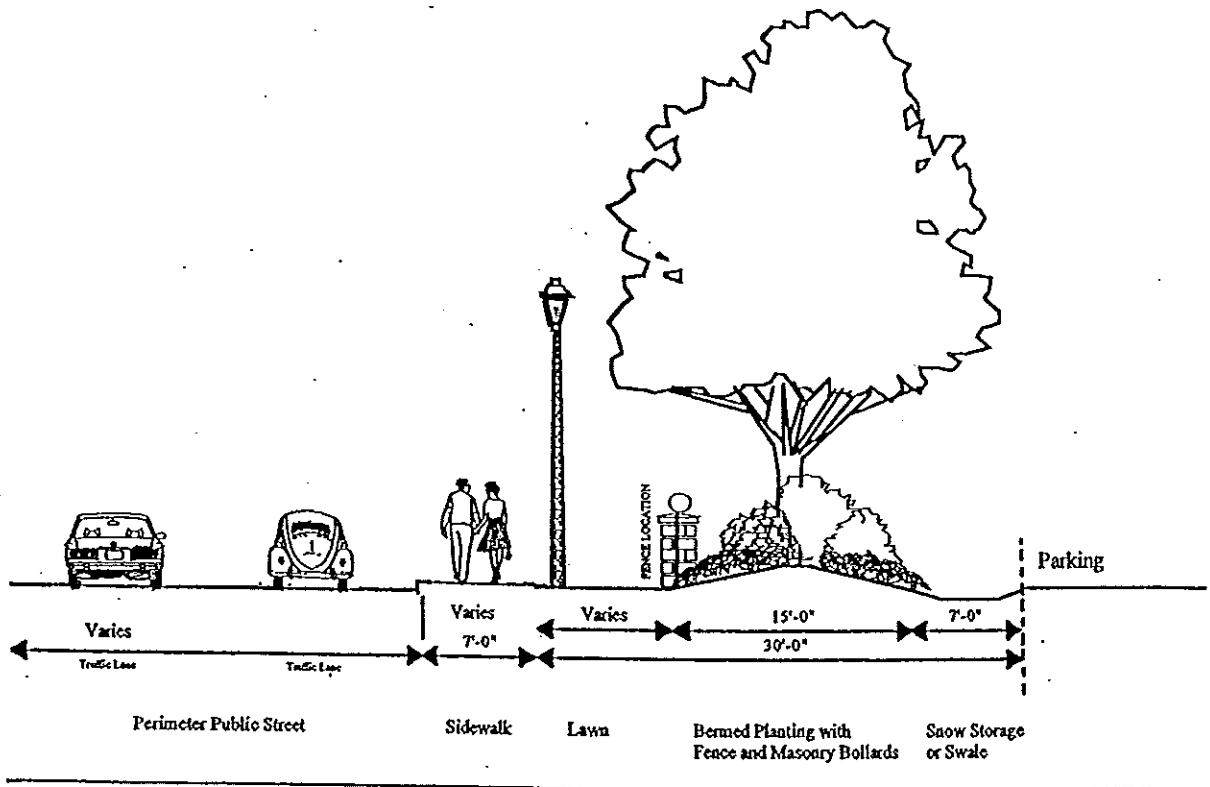 FENCE LOCATION
Parking
Varies
Varies
Varies
15'-0"
7'-0"
7'-0"
30'-0"
Traffic Lane
Traffic Lane
Perimeter Public Street
Sidewalk
Lawn
Bermed Planting with
Fence and Masonry Bollards
Snow Storage
or Swale